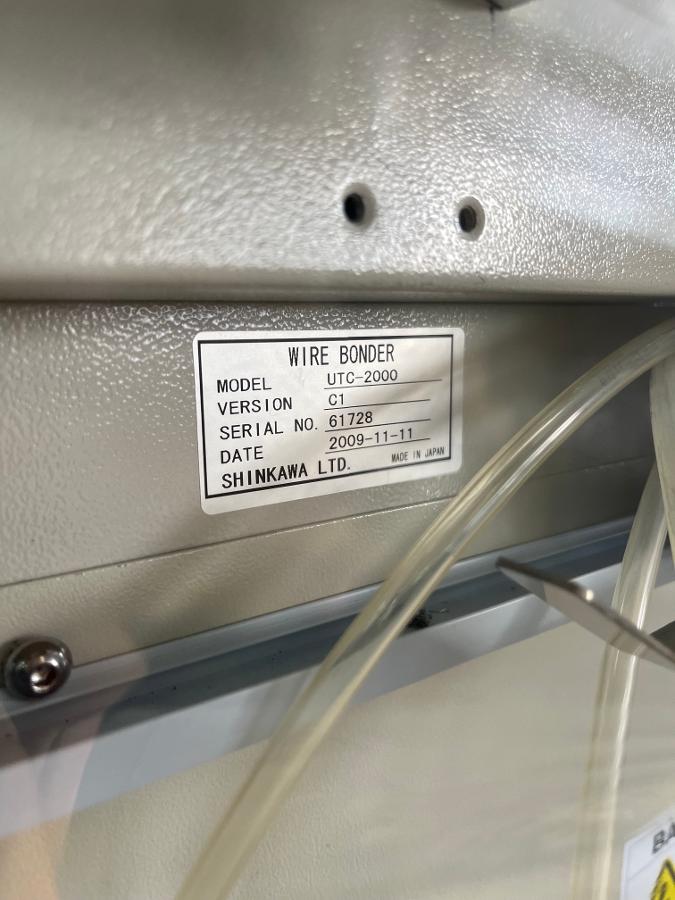 WIRE BONDER
MODEL UTC-2000
VERSION C1
SERIAL NO. 61728
DATE 2009-11-11
SHINKAWA LTD. MADE IN JAPAN